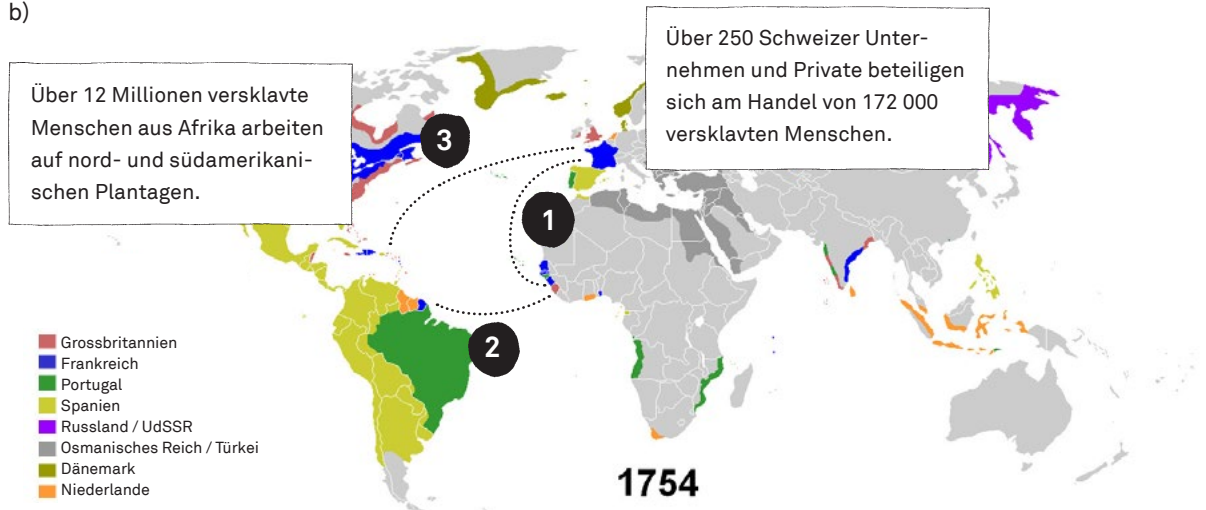 b)
Über 12 Millionen versklavte
Menschen aus Afrika arbeiten
auf nord- und südamerikani-
schen Plantagen.
Über 250 Schweizer Unter-
nehmen und Private beteiligen
sich am Handel von 172 000
versklavten Menschen.
3
1
2
Grossbritannien
Frankreich
Portugal
Spanien
Russland / UdSSR
Osmanisches Reich / Türkei
Dänemark
Niederlande
1754